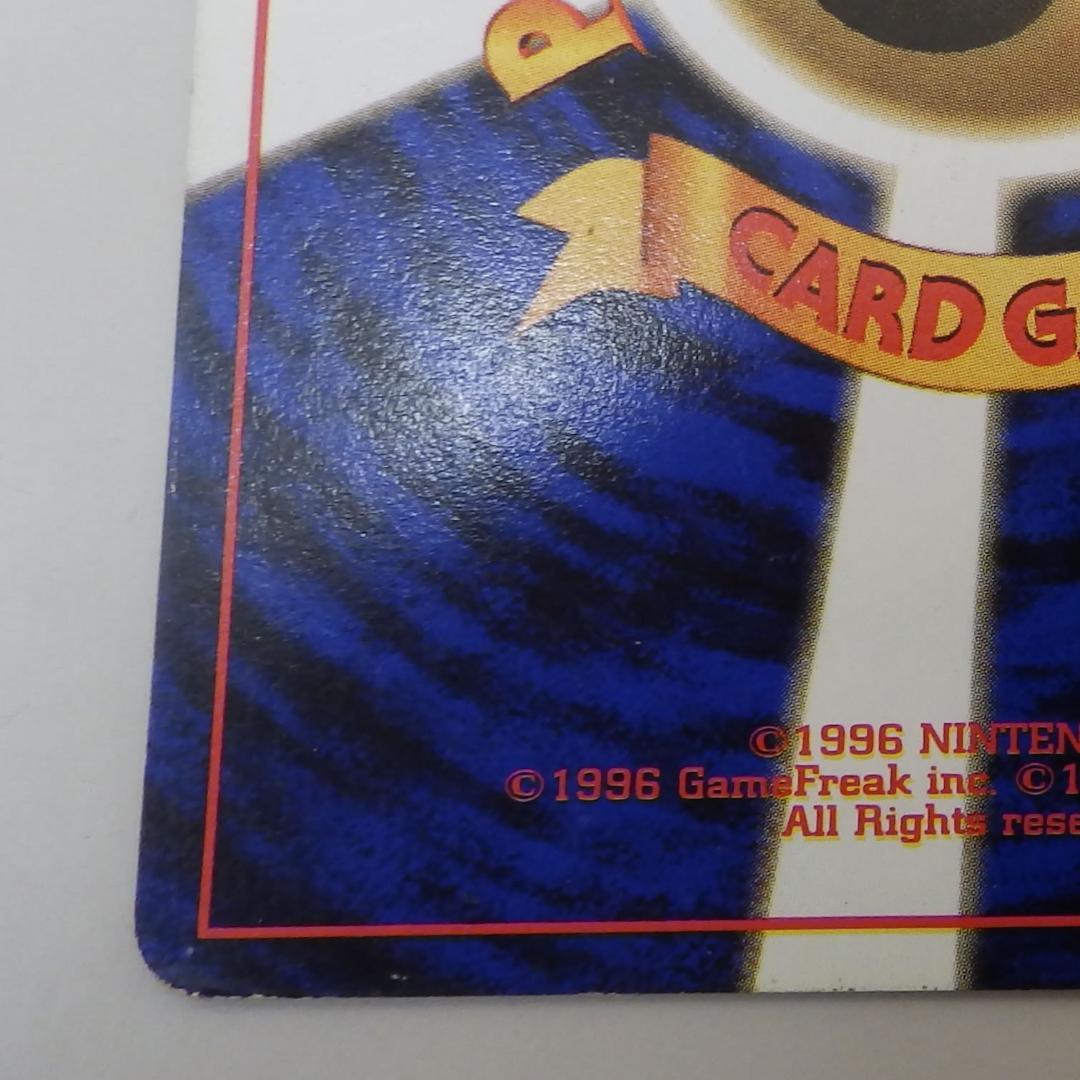 P
CARD G
©1996 NINTEN
©1996 GameFreak inc. ©1
All Rights rese